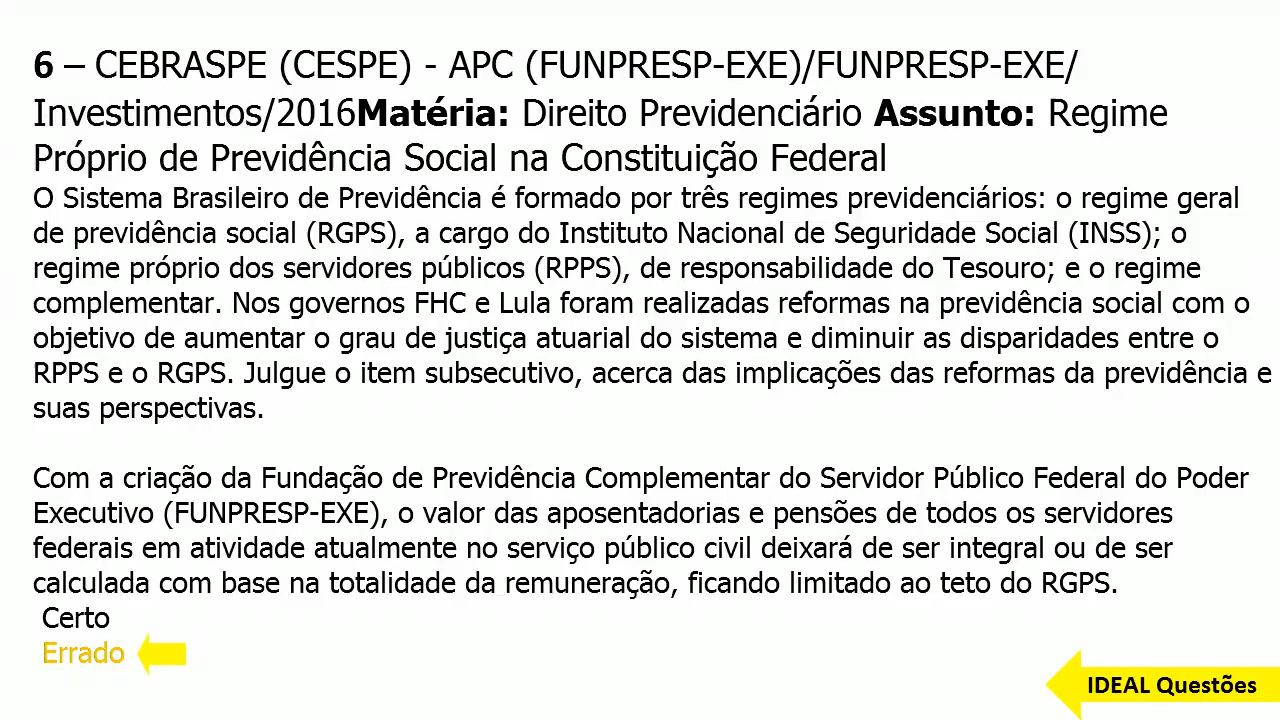 6 – CEBRASPE (CESPE) - APC (FUNPRESP-EXE)/FUNPRESP-EXE/
Investimentos/2016Matéria: Direito Previdenciário Assunto: Regime
Próprio de Previdência Social na Constituição Federal
O Sistema Brasileiro de Previdência é formado por três regimes previdenciários: o regime geral
de previdência social (RGPS), a cargo do Instituto Nacional de Seguridade Social (INSS); o
regime próprio dos servidores públicos (RPPS), de responsabilidade do Tesouro; e o regime
complementar. Nos governos FHC e Lula foram realizadas reformas na previdência social com o
objetivo de aumentar o grau de justiça atuarial do sistema e diminuir as disparidades entre o
RPPS e o RGPS. Julgue o item subsecutivo, acerca das implicações das reformas da previdência e
suas perspectivas.
Com a criação da Fundação de Previdência Complementar do Servidor Público Federal do Poder
Executivo (FUNPRESP-EXE), o valor das aposentadorias e pensões de todos os servidores
federais em atividade atualmente no serviço público civil deixará de ser integral ou de ser
calculada com base na totalidade da remuneração, ficando limitado ao teto do RGPS.
Certo
Errado
IDEAL Questões